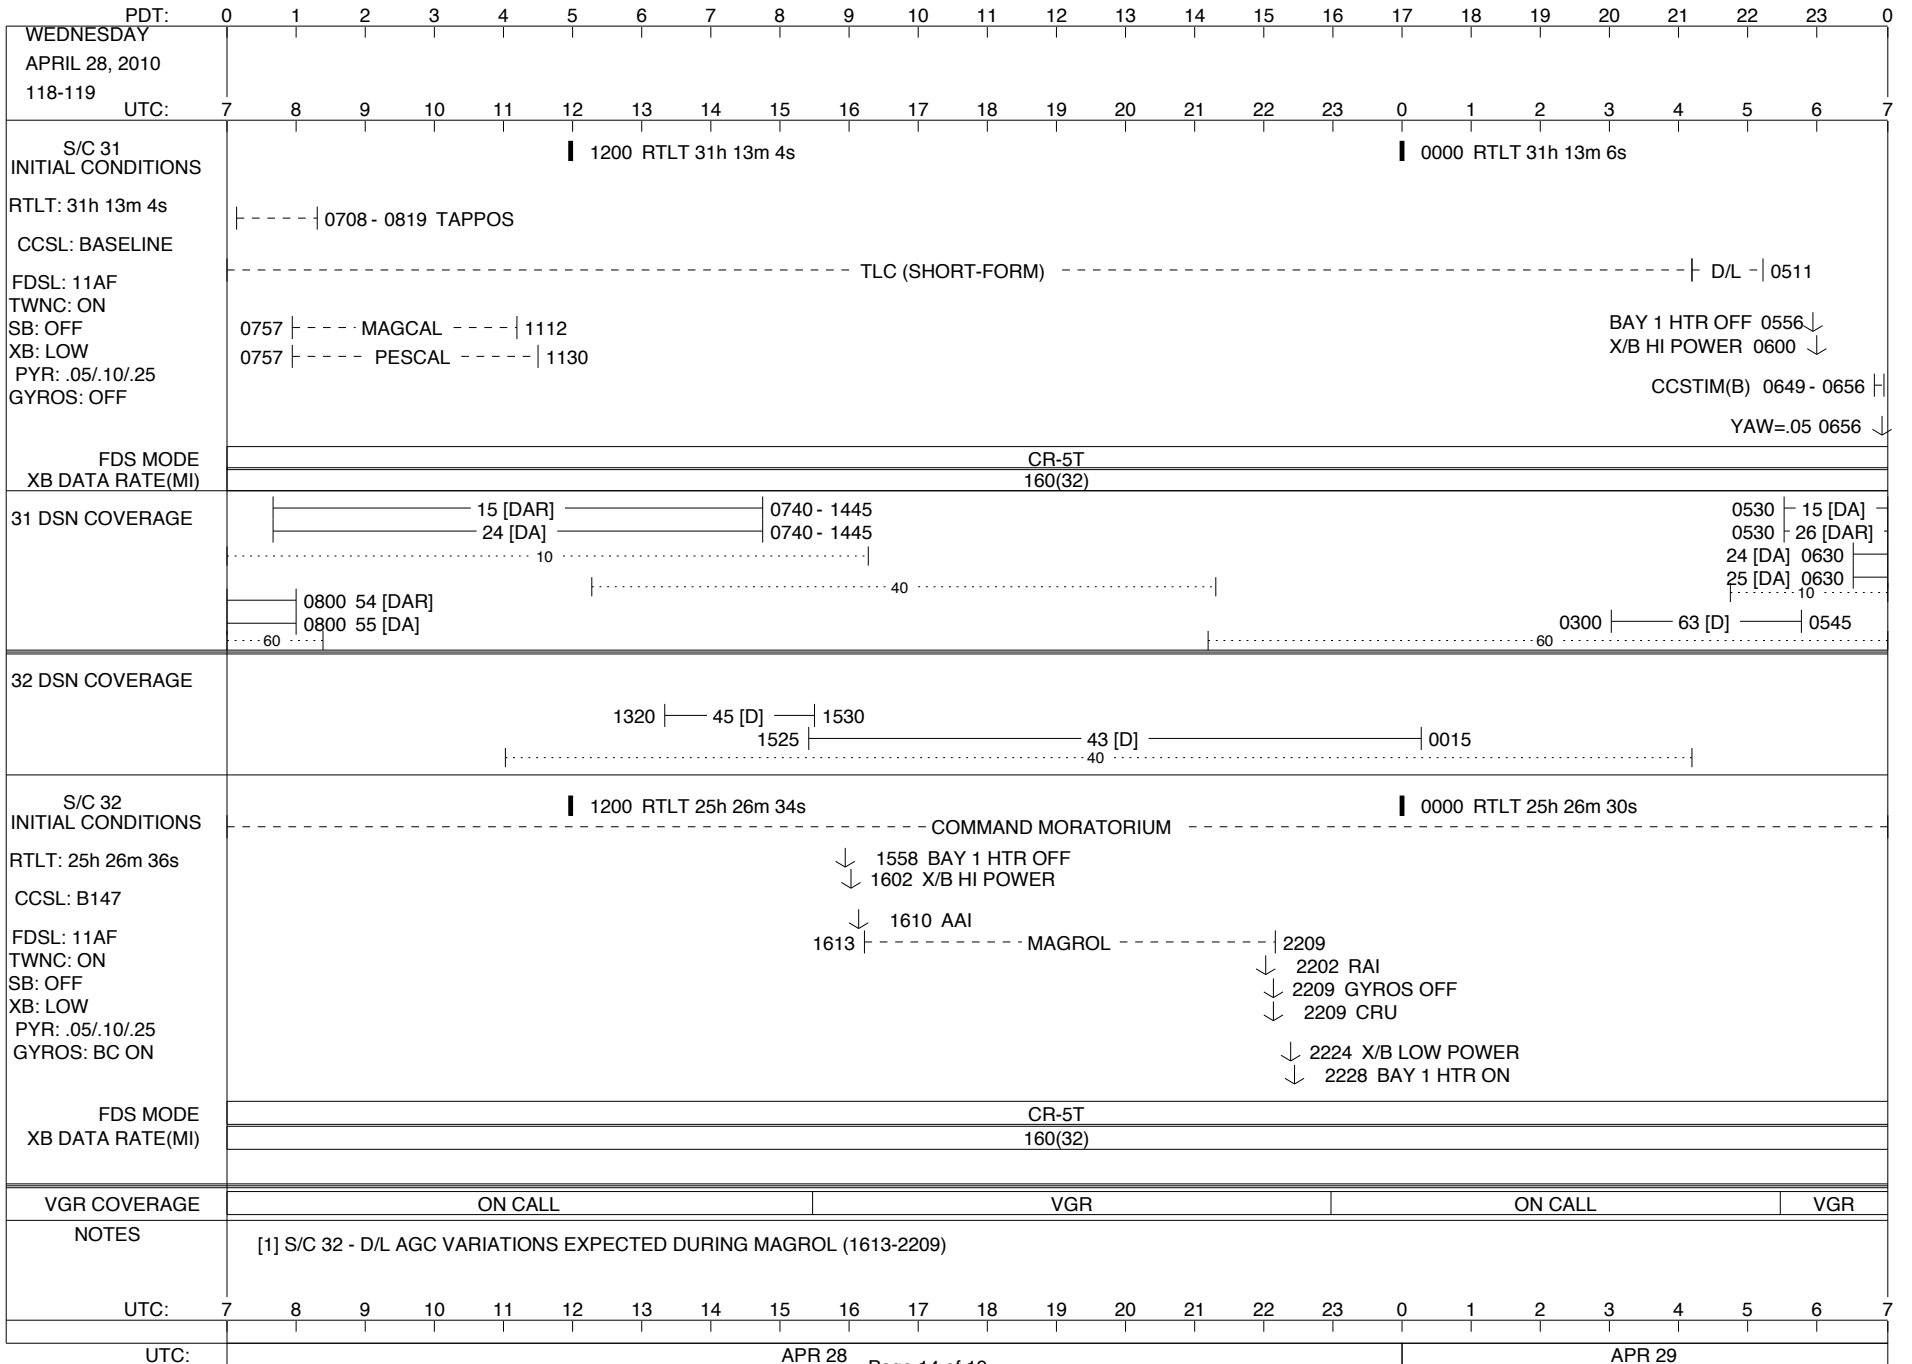 PDT: 0 1 2 3 4 5 6 7 8 9 10 11 12 13 14 15 16 17 18 19 20 21 22 23 0
WEDNESDAY
APRIL 28, 2010
118-119
UTC: 7 8 9 10 11 12 13 14 15 16 17 18 19 20 21 22 23 0 1 2 3 4 5 6 7
S/C 31
INITIAL CONDITIONS
1200 RTLT 31h 13m 4s
0000 RTLT 31h 13m 6s
RTLT: 31h 13m 4s
0708 - 0819 TAPPOS
CCSL: BASELINE
TLC (SHORT-FORM)
D/L 0511
FDSL: 11AF
TWNC: ON
SB: OFF
XB: LOW
PYR: .05/.10/.25
GYROS: OFF
0757 MAGCAL 1112
0757 PESCAL 1130
BAY 1 HTR OFF 0556
X/B HI POWER 0600
CCSTIM(B) 0649 - 0656
YAW=.05 0656
FDS MODE CR-5T
XB DATA RATE(MI) 160(32)
31 DSN COVERAGE
15 [DAR] 0740 - 1445
24 [DA] 0740 - 1445
10
40
0800 54 [DAR]
0800 55 [DA]
60
0530 15 [DA]
0530 26 [DAR]
24 [DA] 0630
25 [DA] 0630
10
0300 63 [D] 0545
60
32 DSN COVERAGE
1320 45 [D] 1530
1525 43 [D] 0015
40
S/C 32
INITIAL CONDITIONS
1200 RTLT 25h 26m 34s
0000 RTLT 25h 26m 30s
COMMAND MORATORIUM
RTLT: 25h 26m 36s
CCSL: B147
FDSL: 11AF
TWNC: ON
SB: OFF
XB: LOW
PYR: .05/.10/.25
GYROS: BC ON
1558 BAY 1 HTR OFF
1602 X/B HI POWER
1610 AAI
1613 MAGROL 2209
2202 RAI
2209 GYROS OFF
2209 CRU
2224 X/B LOW POWER
2228 BAY 1 HTR ON
FDS MODE CR-5T
XB DATA RATE(MI) 160(32)
VGR COVERAGE ON CALL VGR ON CALL VGR
NOTES
[1] S/C 32 - D/L AGC VARIATIONS EXPECTED DURING MAGROL (1613-2209)
UTC: 7 8 9 10 11 12 13 14 15 16 17 18 19 20 21 22 23 0 1 2 3 4 5 6 7
UTC: APR 28 APR 29